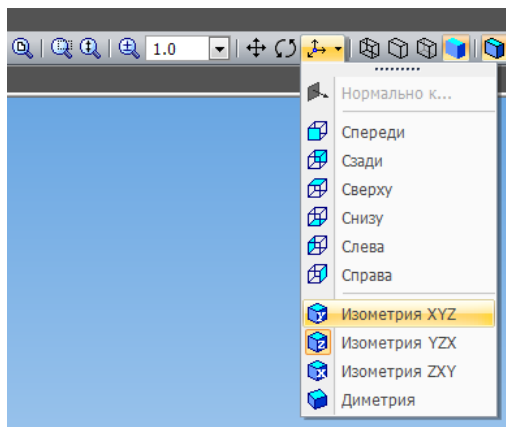 1.0
Нормально к...
Спереди
Сзади
Сверху
Снизу
Слева
Справа
Изометрия XYZ
Изометрия YZX
Изометрия ZXY
Диметрия